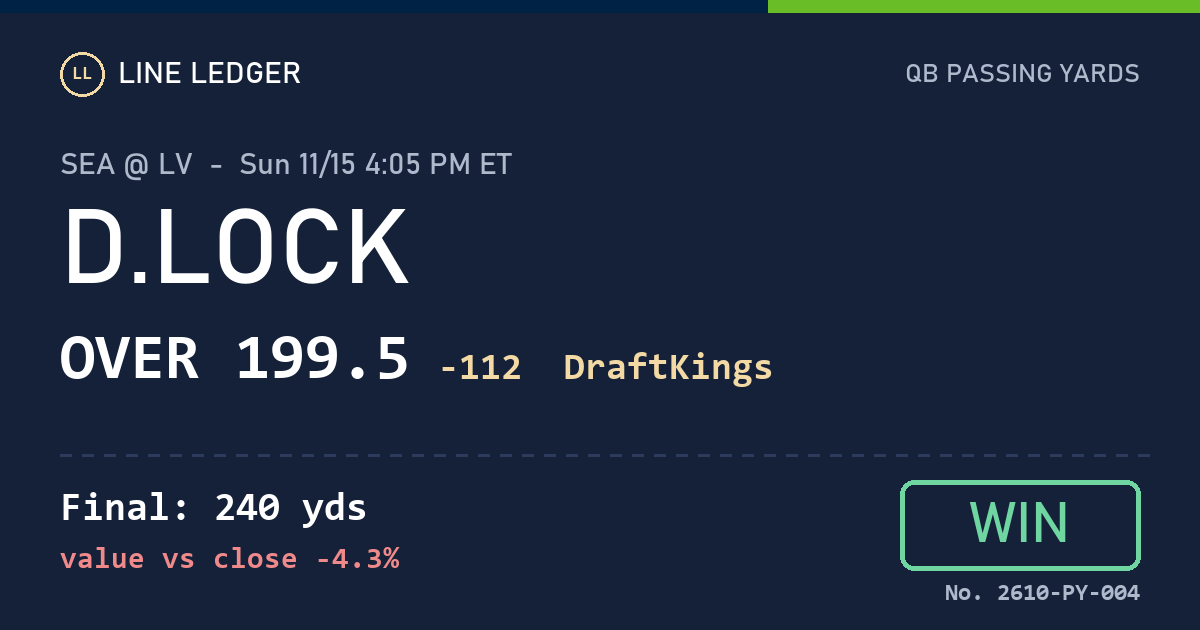 LL LINE LEDGER
QB PASSING YARDS
SEA @ LV - Sun 11/15 4:05 PM ET
D.LOCK
OVER 199.5 -112 DraftKings
Final: 240 yds
value vs close -4.3%
WIN
No. 2610-PY-004